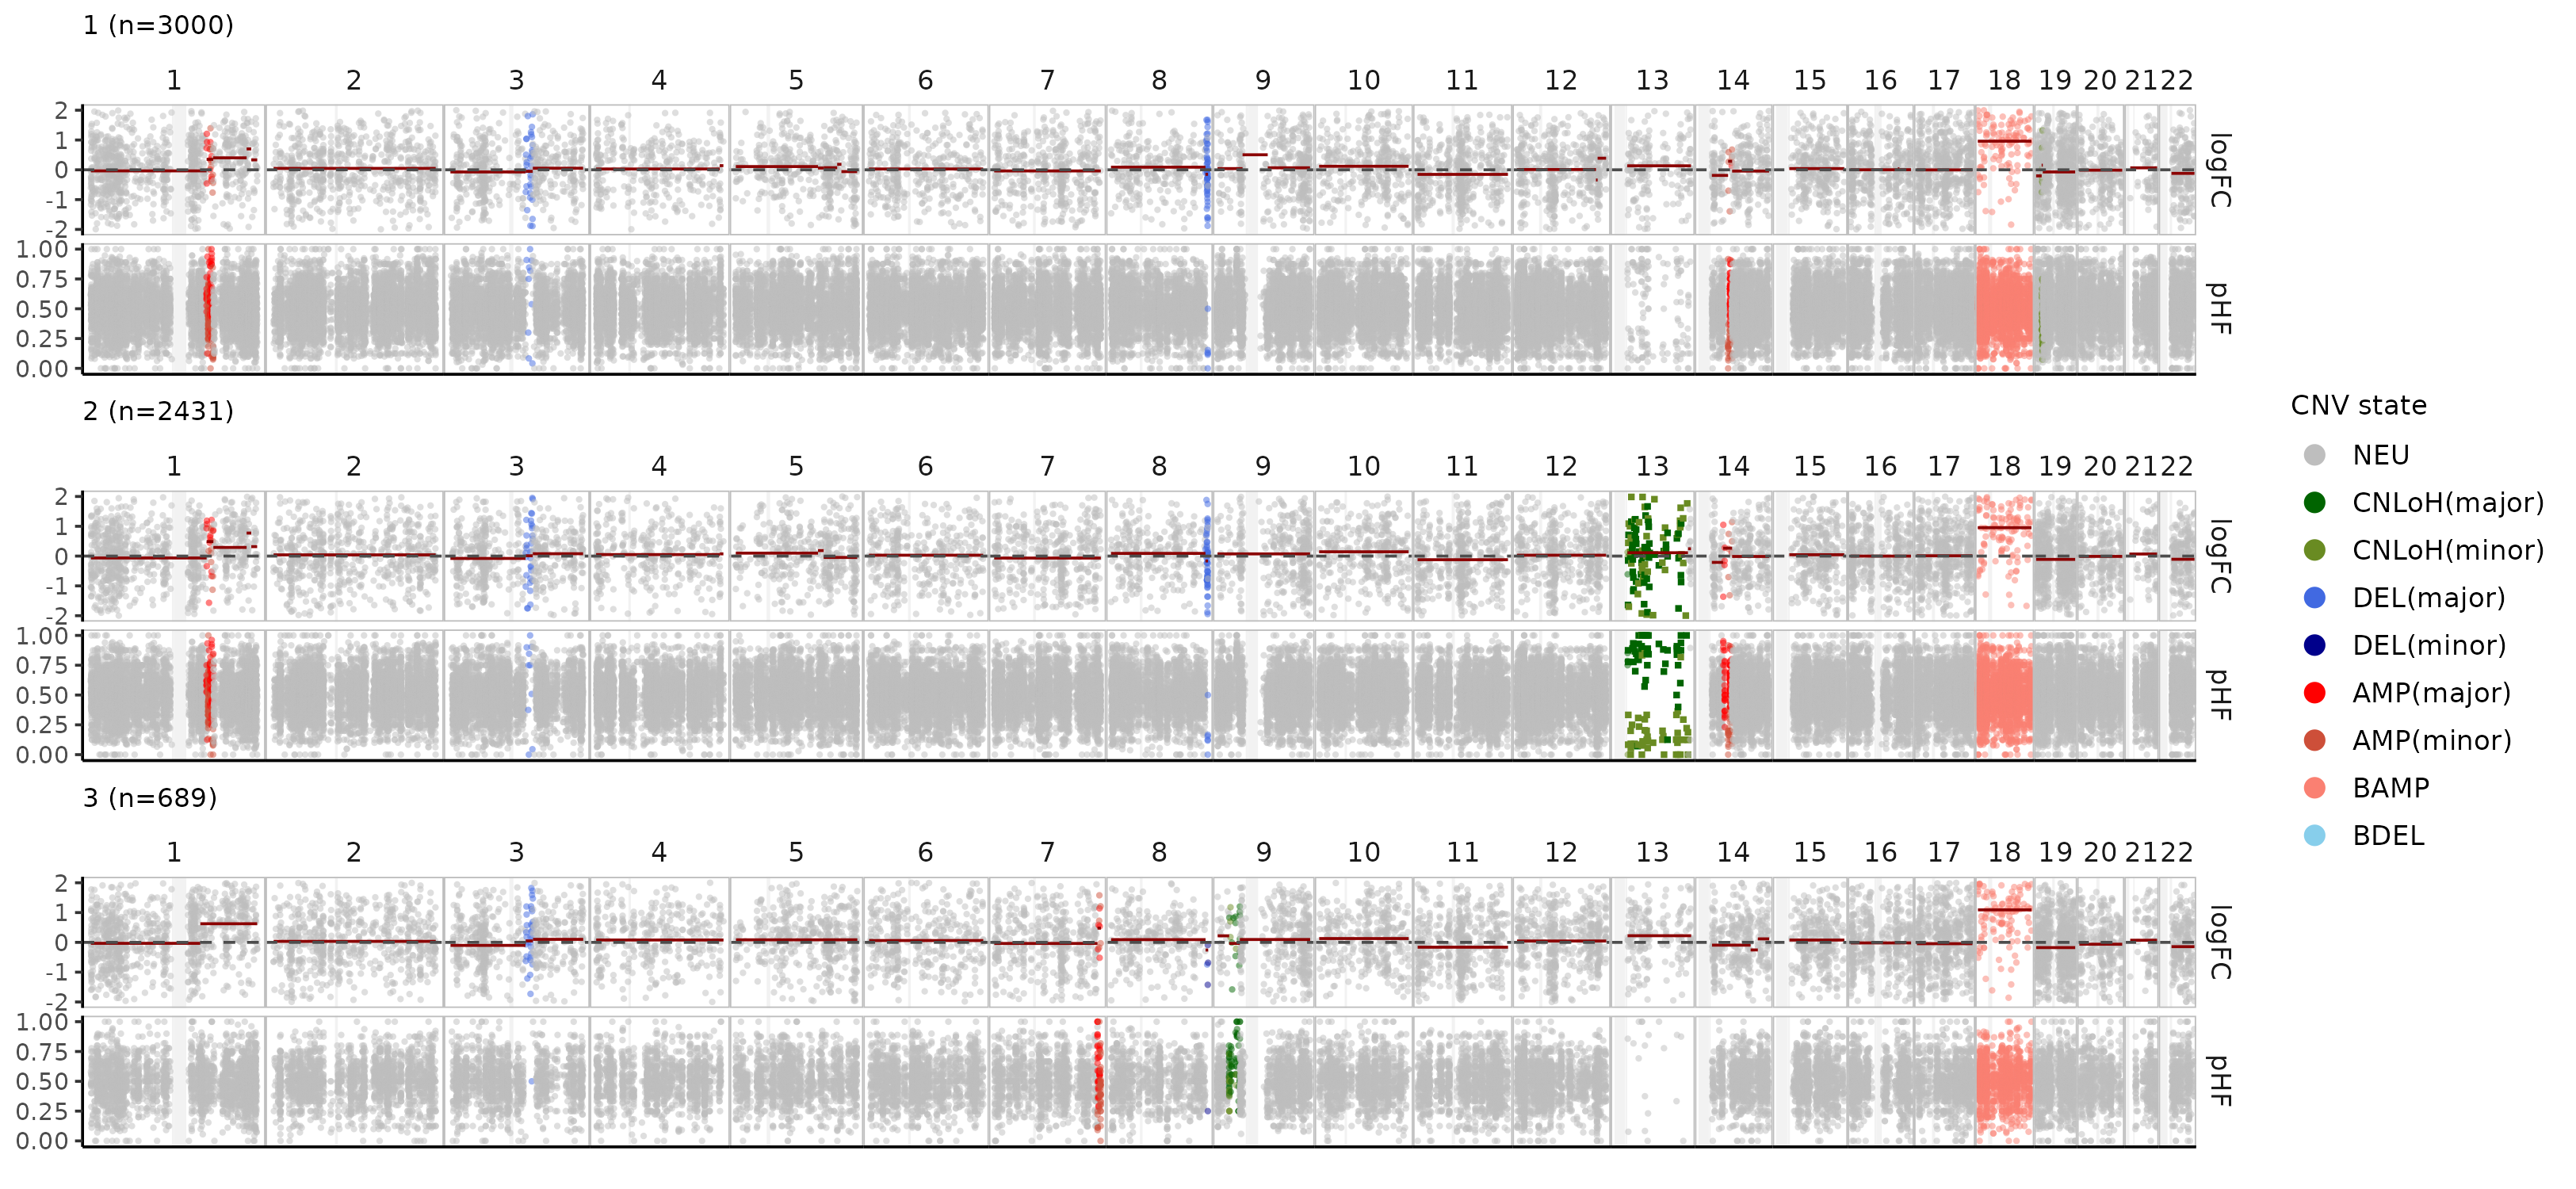 1 (n=3000)
1 2 3 4 5 6 7 8 9 10 11 12 13 14 15 16 17 18 19 20 21 22
2
1
0
-1
-2
logFC
1.00
0.75
0.50
0.25
0.00
pHF
2 (n=2431)
1 2 3 4 5 6 7 8 9 10 11 12 13 14 15 16 17 18 19 20 21 22
2
1
0
-1
-2
logFC
1.00
0.75
0.50
0.25
0.00
pHF
3 (n=689)
1 2 3 4 5 6 7 8 9 10 11 12 13 14 15 16 17 18 19 20 21 22
2
1
0
-1
-2
logFC
1.00
0.75
0.50
0.25
0.00
pHF
CNV state
NEU
CNLoH(major)
CNLoH(minor)
DEL(major)
DEL(minor)
AMP(major)
AMP(minor)
BAMP
BDEL